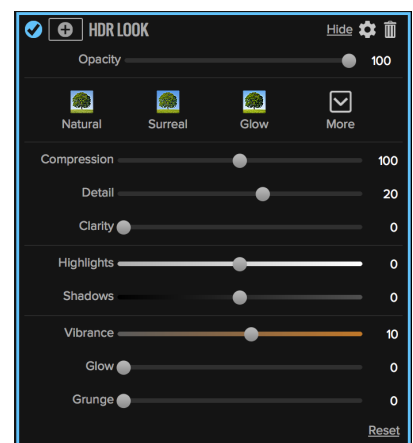 HDR LOOK Hide
Opacity 100
Natural Surreal Glow More
Compression 100
Detail 20
Clarity 0
Highlights 0
Shadows 0
Vibrance 10
Glow 0
Grunge 0
Reset